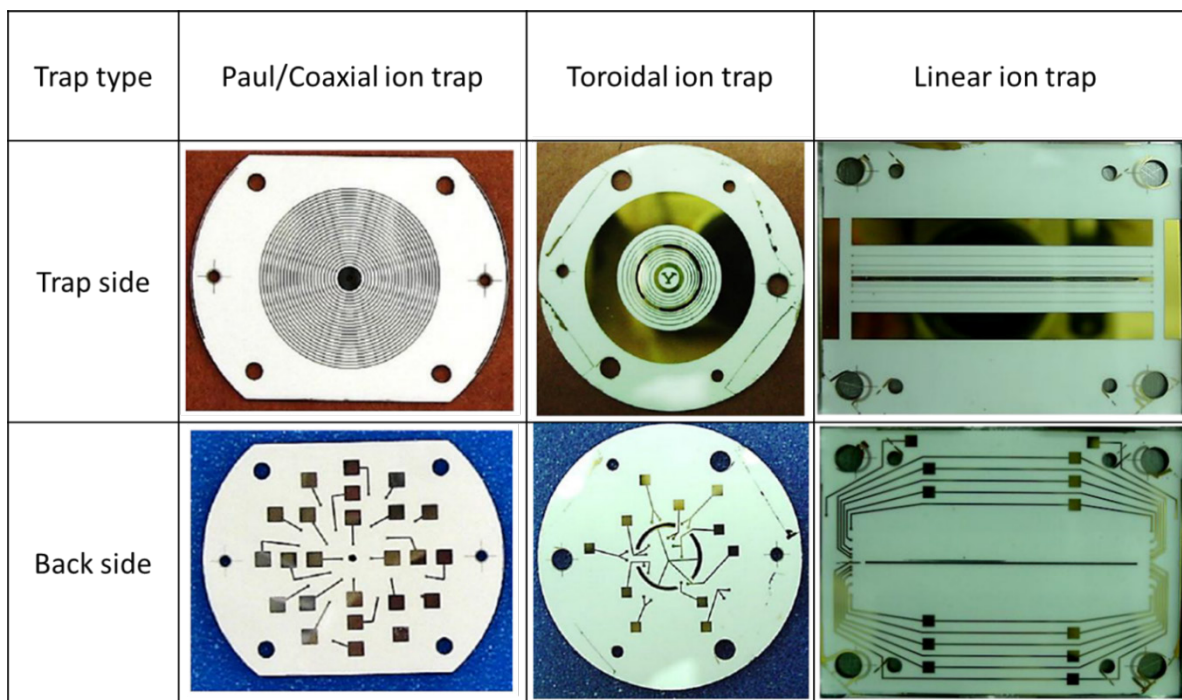 Trap type
Paul/Coaxial ion trap
Toroidal ion trap
Linear ion trap
Trap side
Y
Back side